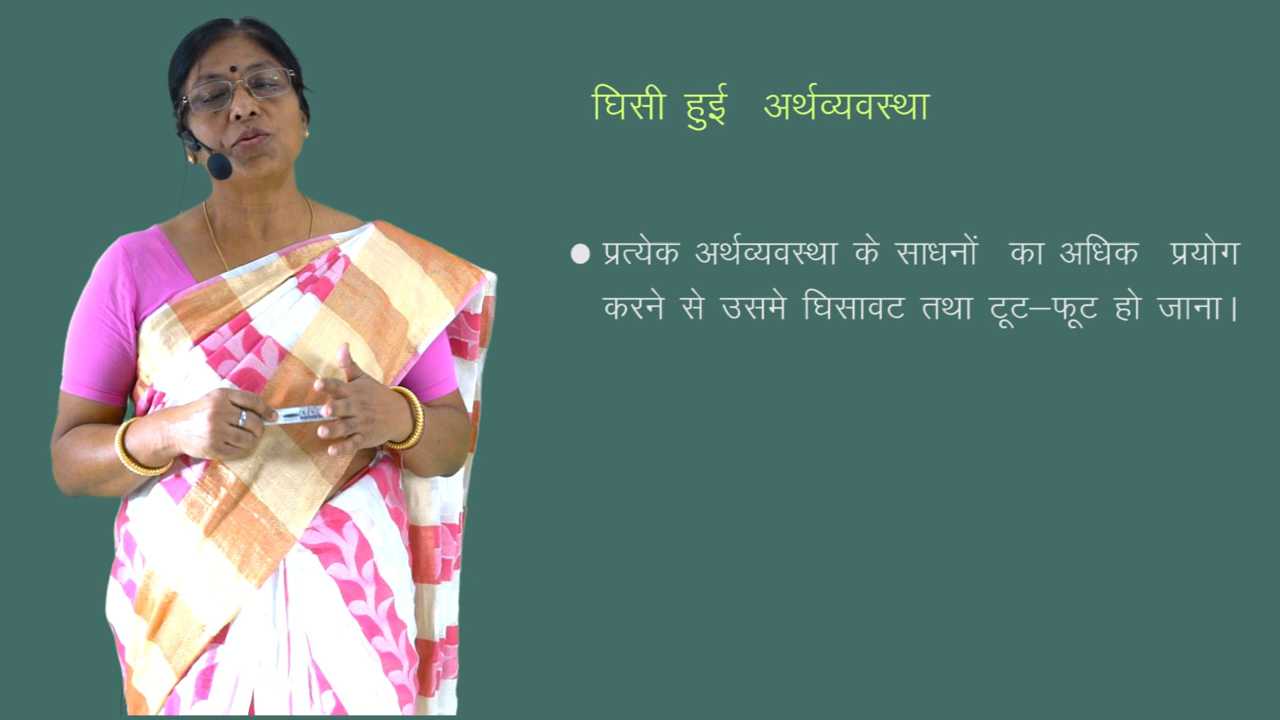 घिसी हुई अर्थव्यवस्था
● प्रत्येक अर्थव्यवस्था के साधनों का अधिक प्रयोग
करने से उसमे घिसावट तथा टूट–फूट हो जाना।